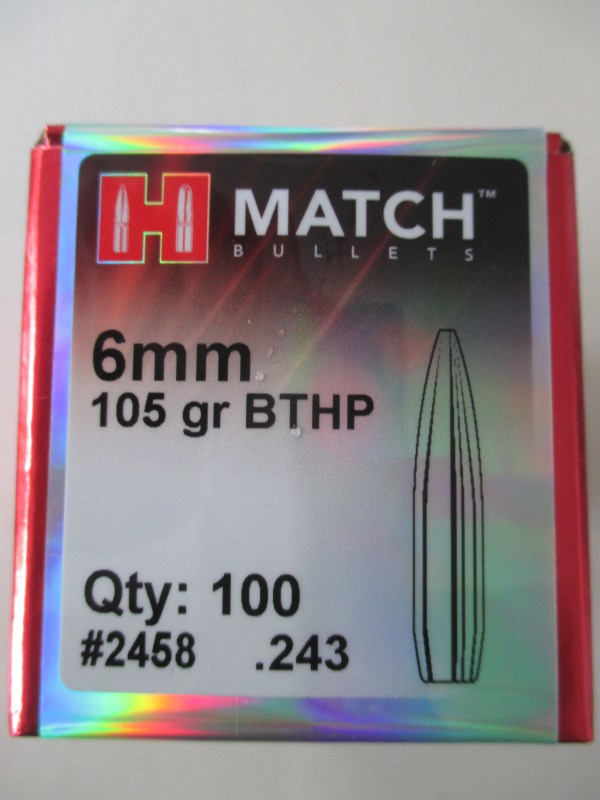 H MATCH™
BULLETS
6mm
105 gr BTHP
Qty: 100
#2458 .243